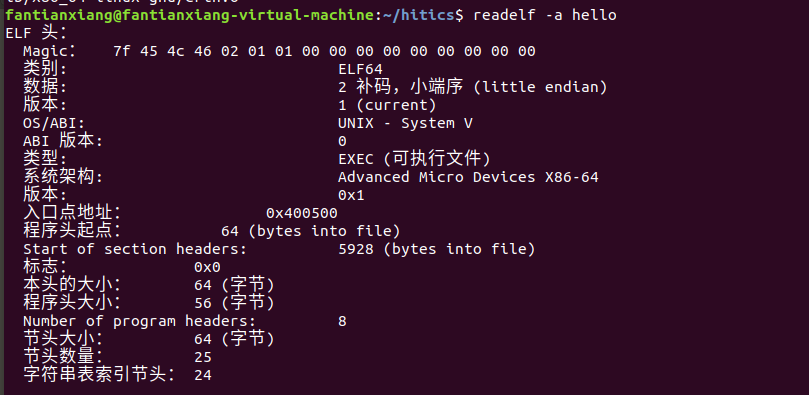 fantianxiang@fantianxiang-virtual-machine:~/hitics$ readelf -a hello
ELF 头：
  Magic：   7f 45 4c 46 02 01 01 00 00 00 00 00 00 00 00 00
  类别:                              ELF64
  数据:                              2 补码，小端序 (little endian)
  版本:                              1 (current)
  OS/ABI:                            UNIX - System V
  ABI 版本:                          0
  类型:                              EXEC (可执行文件)
  系统架构:                          Advanced Micro Devices X86-64
  版本:                              0x1
  入口点地址：               0x400500
  程序头起点：          64 (bytes into file)
  Start of section headers:          5928 (bytes into file)
  标志：             0x0
  本头的大小：       64 (字节)
  程序头大小：       56 (字节)
  Number of program headers:         8
  节头大小：         64 (字节)
  节头数量：         25
  字符串表索引节头： 24